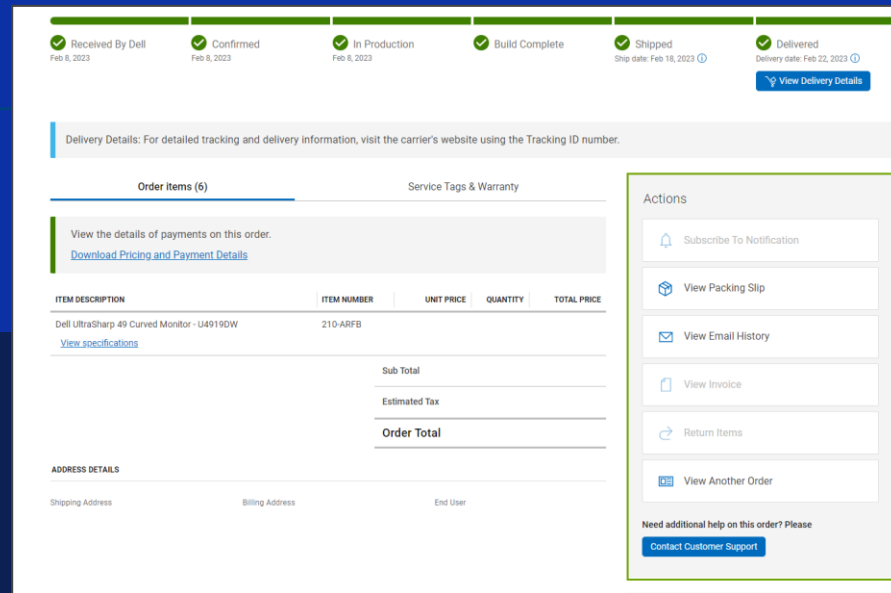 Received By Dell
Feb 8, 2023
Confirmed
Feb 8, 2023
In Production
Feb 8, 2023
Build Complete
Shipped
Ship date: Feb 18, 2023
Delivered
Delivery date: Feb 22, 2023
View Delivery Details
Delivery Details: For detailed tracking and delivery information, visit the carrier's website using the Tracking ID number.
Order items (6)
Service Tags & Warranty
View the details of payments on this order.
Download Pricing and Payment Details
ITEM DESCRIPTION ITEM NUMBER UNIT PRICE QUANTITY TOTAL PRICE
Dell UltraSharp 49 Curved Monitor - U4919DW 210-ARFB
View specifications
Sub Total
Estimated Tax
Order Total
ADDRESS DETAILS
Shipping Address Billing Address End User
Actions
Subscribe To Notification
View Packing Slip
View Email History
View Invoice
Return Items
View Another Order
Need additional help on this order? Please
Contact Customer Support